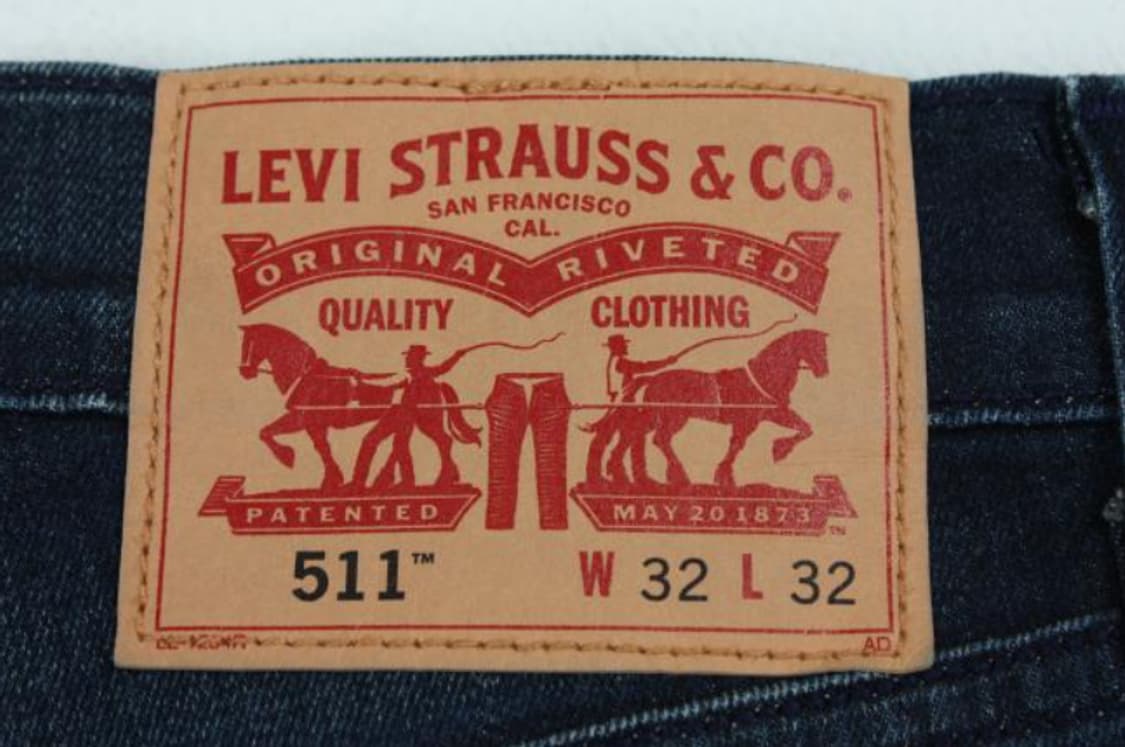 LEVI STRAUSS & CO.
SAN FRANCISCO
CAL.
ORIGINAL RIVETED
QUALITY CLOTHING
PATENTED MAY 20 1873 ™
511™ W 32 L 32
AD